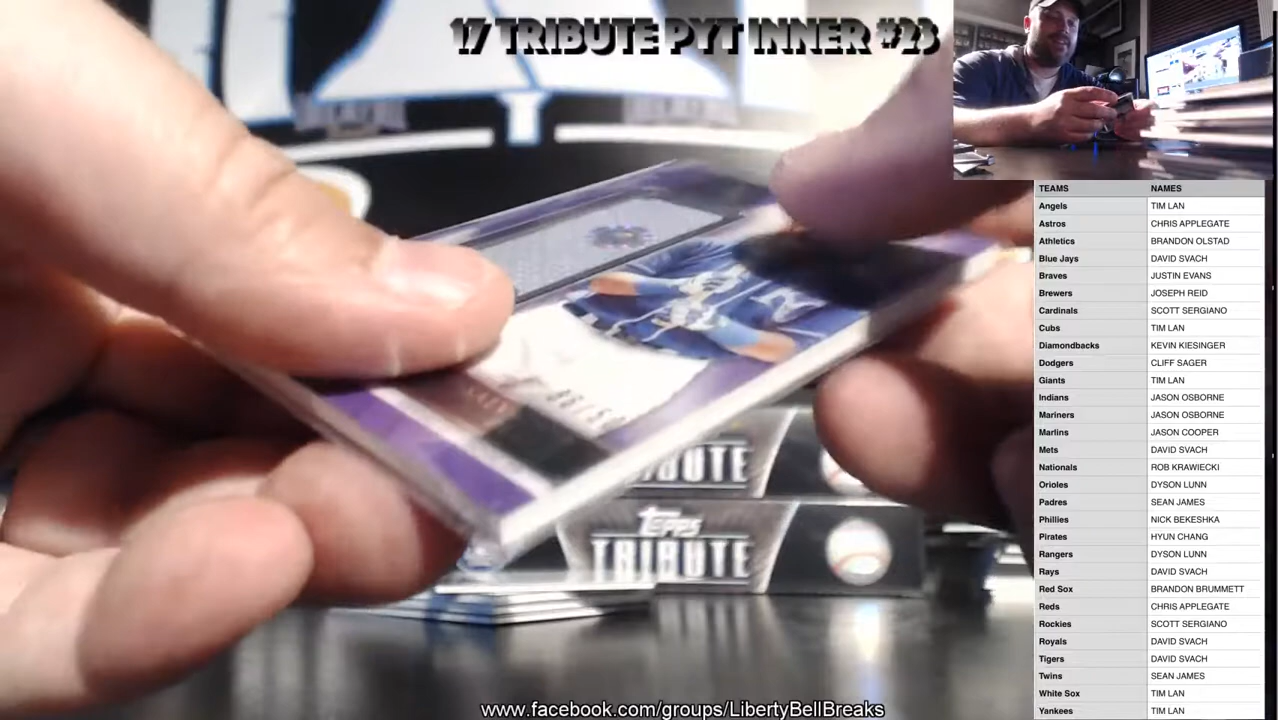 17 TRIBUTE PYT INNER #23
TEAMS NAMES
Angels TIM LAN
Astros CHRIS APPLEGATE
Athletics BRANDON OLSTAD
Blue Jays DAVID SVACH
Braves JUSTIN EVANS
Brewers JOSEPH REID
Cardinals SCOTT SERGIANO
Cubs TIM LAN
Diamondbacks KEVIN KIESINGER
Dodgers CLIFF SAGER
Giants TIM LAN
Indians JASON OSBORNE
Mariners JASON OSBORNE
Marlins JASON COOPER
Mets DAVID SVACH
Nationals ROB KRAWIECKI
Orioles DYSON LUNN
Padres SEAN JAMES
Phillies NICK BEKESHKA
Pirates HYUN CHANG
Rangers DYSON LUNN
Rays DAVID SVACH
Red Sox BRANDON BRUMMETT
Reds CHRIS APPLEGATE
Rockies SCOTT SERGIANO
Royals DAVID SVACH
Tigers DAVID SVACH
Twins SEAN JAMES
White Sox TIM LAN
Yankees TIM LAN
TRIBUTE
TOPPS
TRIBUTE
www.facebook.com/groups/LibertyBellBreaks